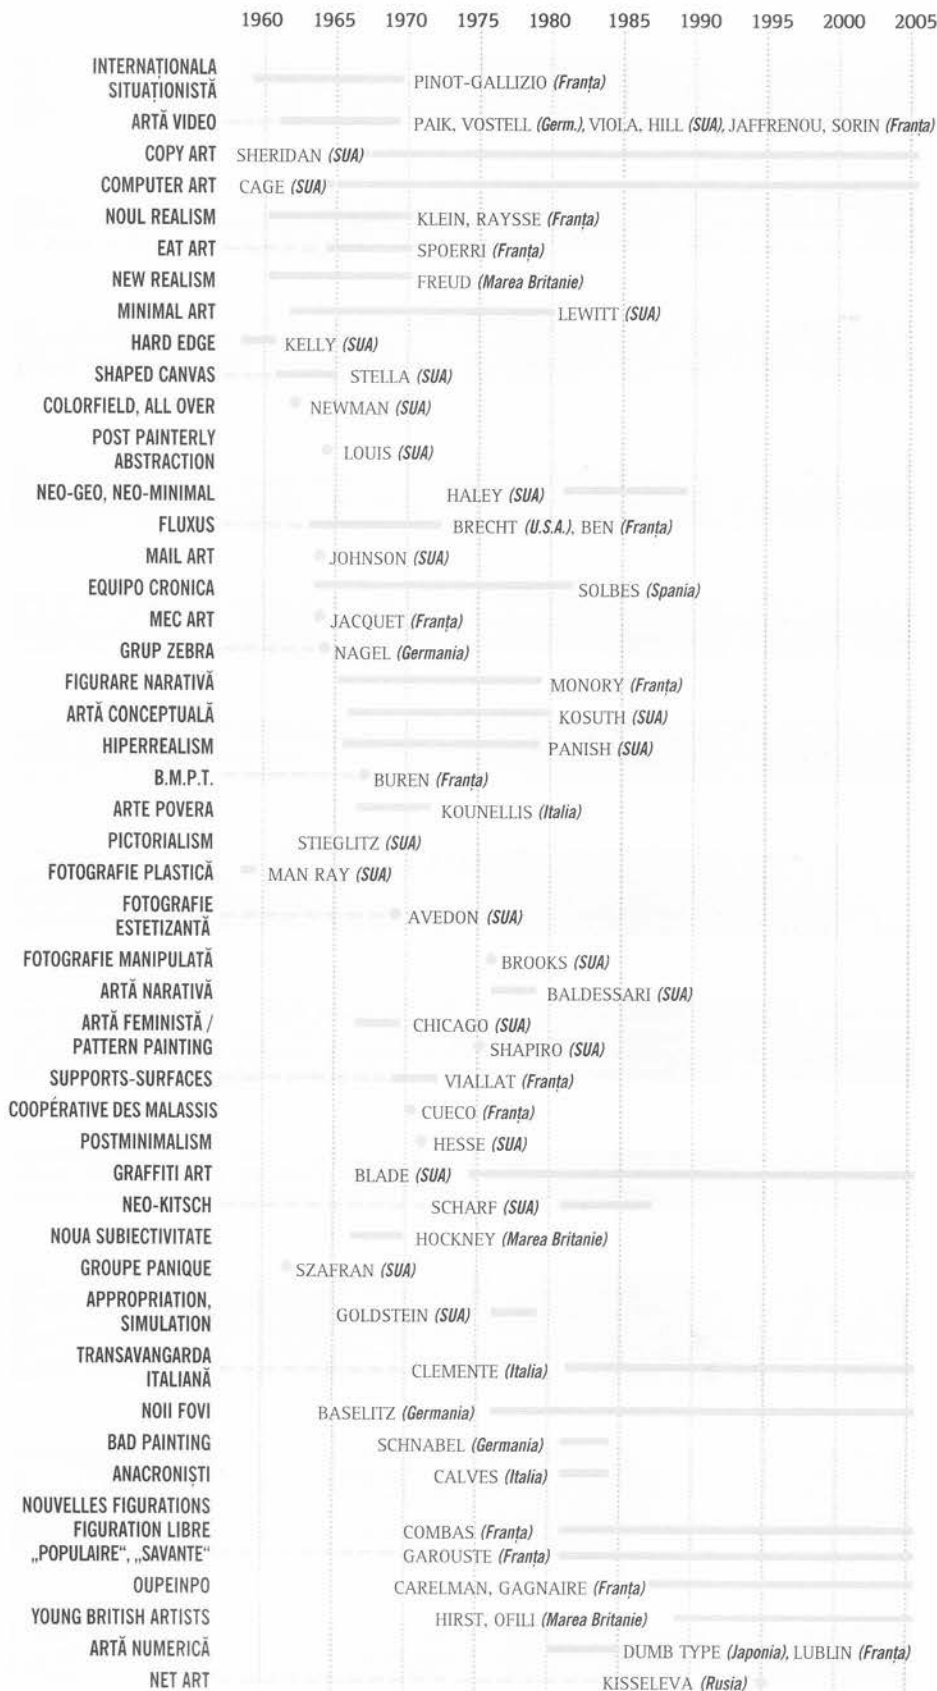 1960 1965 1970 1975 1980 1985 1990 1995 2000 2005
INTERNAȚIONALA
SITUAȚIONISTĂ PINOT-GALLIZIO (Franța)
ARTĂ VIDEO PAIK, VOSTELL (Germ.), VIOLA, HILL (SUA), JAFFRENOU, SORIN (Franța)
COPY ART SHERIDAN (SUA)
COMPUTER ART CAGE (SUA)
NOUL REALISM KLEIN, RAYSSE (Franța)
EAT ART SPOERRI (Franța)
NEW REALISM FREUD (Marea Britanie)
MINIMAL ART LEWITT (SUA)
HARD EDGE KELLY (SUA)
SHAPED CANVAS STELLA (SUA)
COLORFIELD, ALL OVER NEWMAN (SUA)
POST PAINTERLY
ABSTRACTION LOUIS (SUA)
NEO-GEO, NEO-MINIMAL HALEY (SUA)
FLUXUS BRECHT (U.S.A.), BEN (Franța)
MAIL ART JOHNSON (SUA)
EQUIPO CRONICA SOLBES (Spania)
MEC ART JACQUET (Franța)
GRUP ZEBRA NAGEL (Germania)
FIGURARE NARATIVĂ MONORY (Franța)
ARTĂ CONCEPTUALĂ KOSUTH (SUA)
HIPERREALISM PANISH (SUA)
B.M.P.T. BUREN (Franța)
ARTE POVERA KOUNELLIS (Italia)
PICTORIALISM STIEGLITZ (SUA)
FOTOGRAFIE PLASTICĂ MAN RAY (SUA)
FOTOGRAFIE
ESTETIZANTĂ AVEDON (SUA)
FOTOGRAFIE MANIPULATĂ BROOKS (SUA)
ARTĂ NARATIVĂ BALDESSARI (SUA)
ARTĂ FEMINISTĂ / CHICAGO (SUA)
PATTERN PAINTING SHAPIRO (SUA)
SUPPORTS-SURFACES VIALLAT (Franța)
COOPÉRATIVE DES MALASSIS CUECO (Franța)
POSTMINIMALISM HESSE (SUA)
GRAFFITI ART BLADE (SUA)
NEO-KITSCH SCHARF (SUA)
NOUA SUBIECTIVITATE HOCKNEY (Marea Britanie)
GROUPE PANIQUE SZAFRAN (SUA)
APPROPRIATION,
SIMULATION GOLDSTEIN (SUA)
TRANSAVANGARDA
ITALIANĂ CLEMENTE (Italia)
NOII FOVI BASELITZ (Germania)
BAD PAINTING SCHNABEL (Germania)
ANACRONIȘTI CALVES (Italia)
NOUVELLES FIGURATIONS
FIGURATION LIBRE COMBAS (Franța)
„POPULAIRE“, „SAVANTE“ GAROUSTE (Franța)
OUPEINPO CARELMAN, GAGNAIRE (Franța)
YOUNG BRITISH ARTISTS HIRST, OFILI (Marea Britanie)
ARTĂ NUMERICĂ DUMB TYPE (Japonia), LUBLIN (Franța)
NET ART KISSELEVA (Rusia)